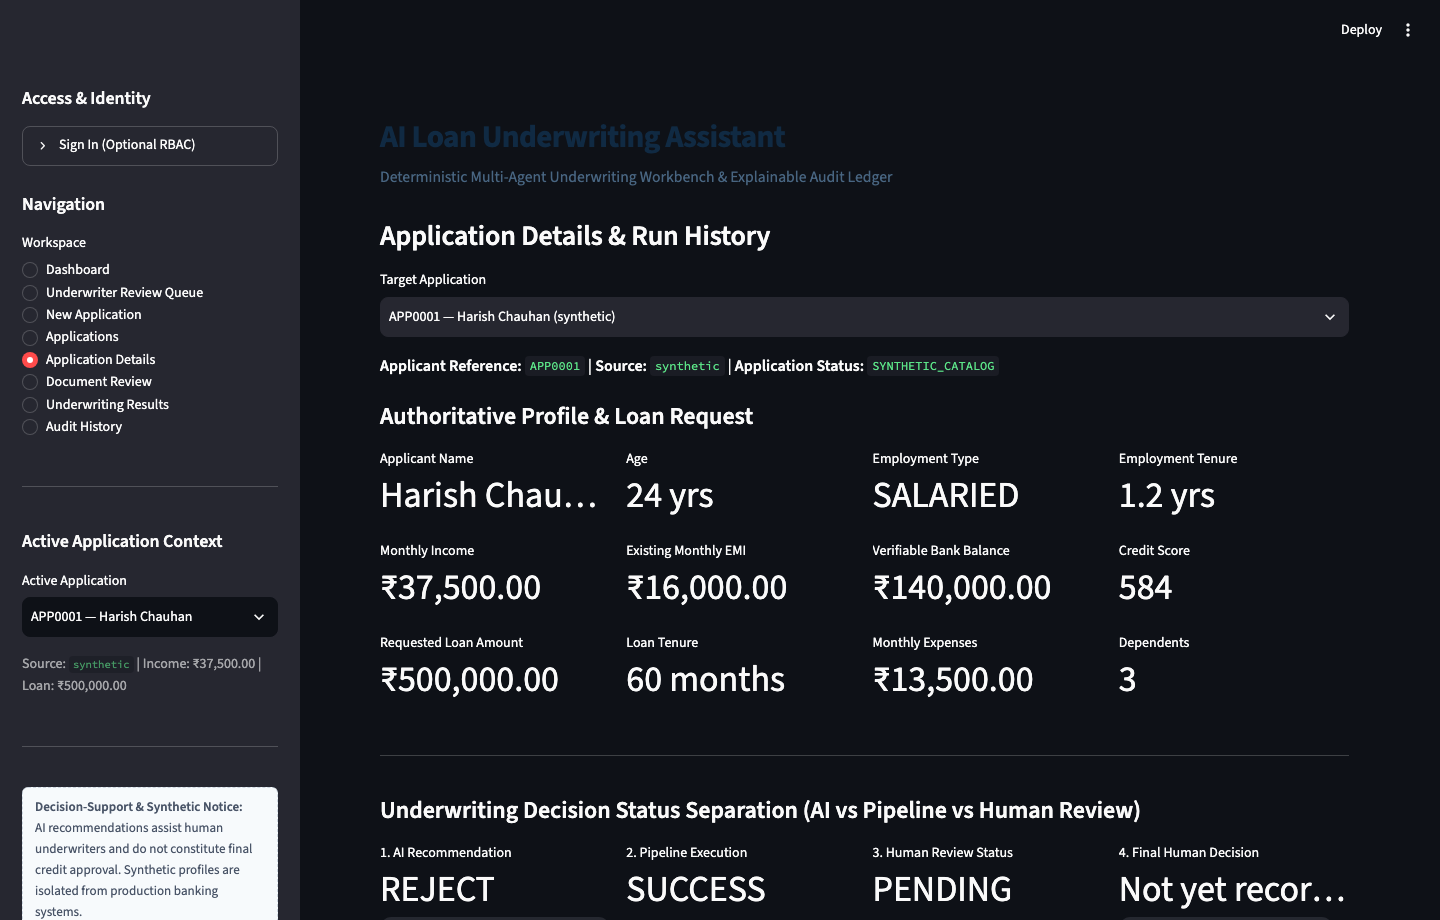 Deploy
Access & Identity
Sign In (Optional RBAC)
Navigation
Workspace
Dashboard
Underwriter Review Queue
New Application
Applications
Application Details
Document Review
Underwriting Results
Audit History
Active Application Context
Active Application
APP0001 — Harish Chauhan
Source: synthetic | Income: ₹37,500.00 |
Loan: ₹500,000.00
Decision-Support & Synthetic Notice:
AI recommendations assist human
underwriters and do not constitute final
credit approval. Synthetic profiles are
isolated from production banking
systems.
AI Loan Underwriting Assistant
Deterministic Multi-Agent Underwriting Workbench & Explainable Audit Ledger
Application Details & Run History
Target Application
APP0001 — Harish Chauhan (synthetic)
Applicant Reference: APP0001 | Source: synthetic | Application Status: SYNTHETIC_CATALOG
Authoritative Profile & Loan Request
Applicant Name Age Employment Type Employment Tenure
Harish Chau… 24 yrs SALARIED 1.2 yrs
Monthly Income Existing Monthly EMI Verifiable Bank Balance Credit Score
₹37,500.00 ₹16,000.00 ₹140,000.00 584
Requested Loan Amount Loan Tenure Monthly Expenses Dependents
₹500,000.00 60 months ₹13,500.00 3
Underwriting Decision Status Separation (AI vs Pipeline vs Human Review)
1. AI Recommendation 2. Pipeline Execution 3. Human Review Status 4. Final Human Decision
REJECT SUCCESS PENDING Not yet recor…